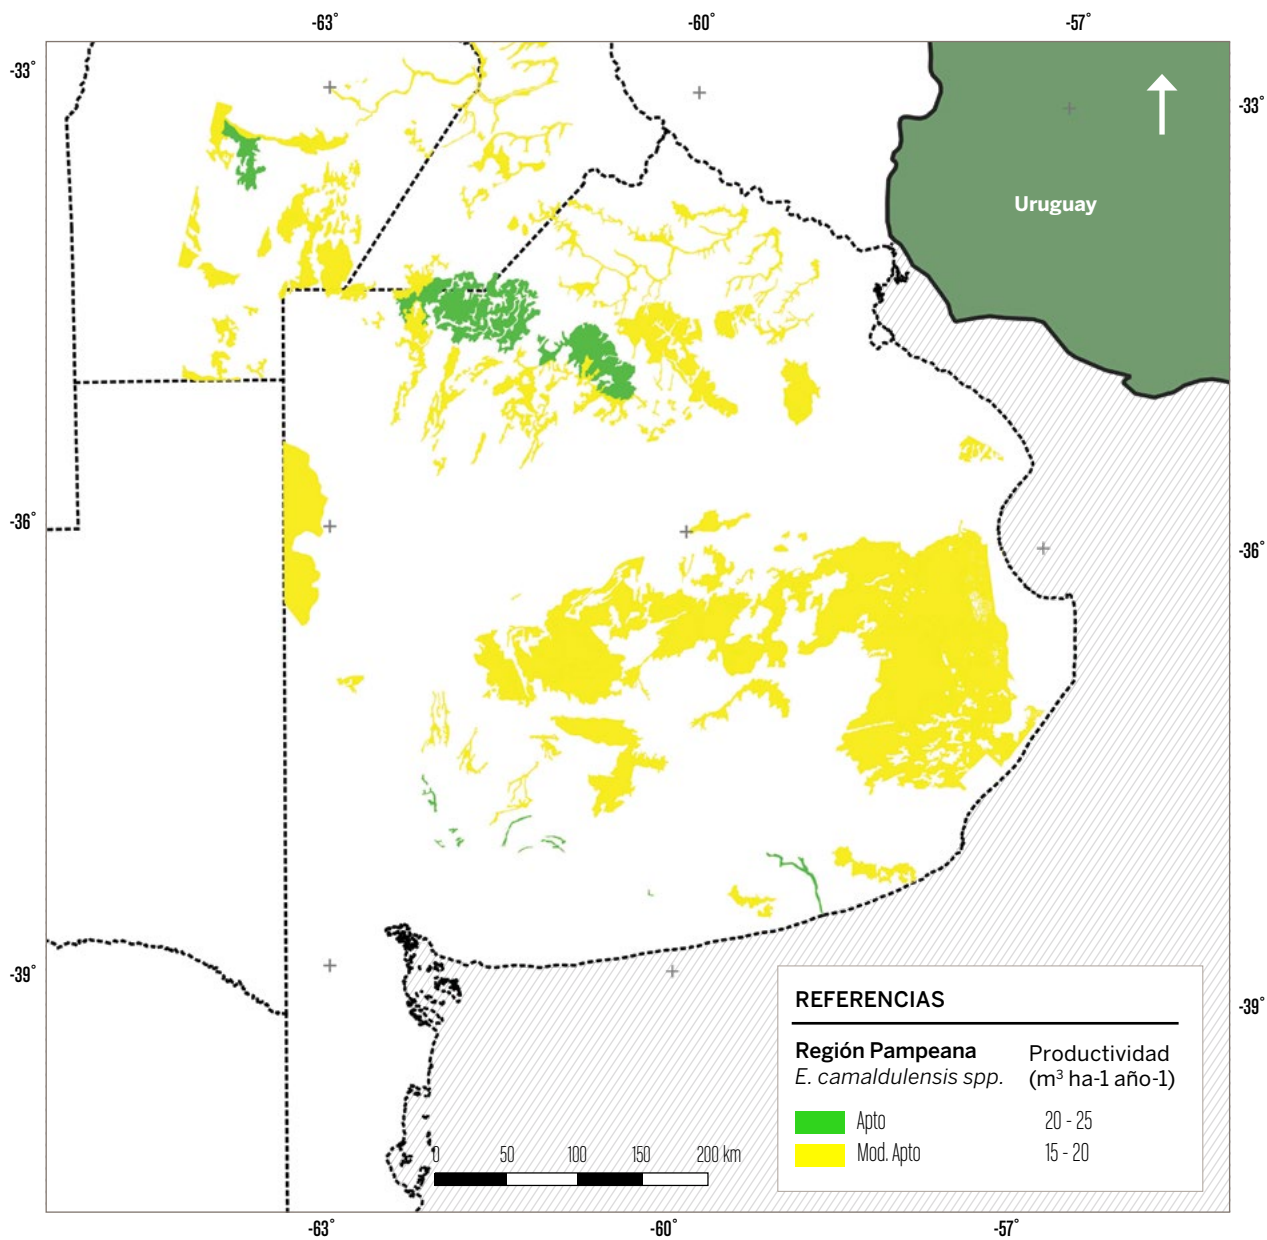 -63°
-60°
-57°
-33°
-33°
Uruguay
-36°
-36°
-39°
-39°
REFERENCIAS
Región Pampeana
E. camaldulensis spp.
Productividad
(m³ ha-1 año-1)
Apto
20 - 25
Mod. Apto
15 - 20
0
50
100
150
200 km
-63°
-60°
-57°